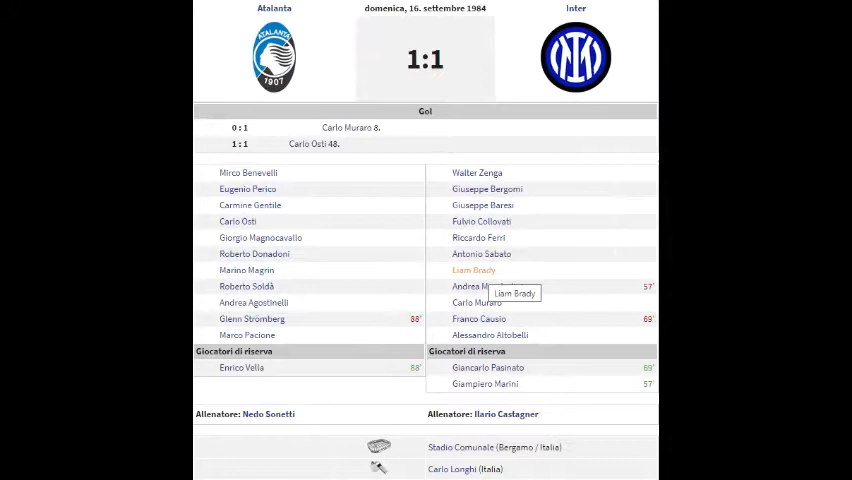 Atalanta domenica, 16. settembre 1984 Inter
ATALANTA
1907
1:1
Gol
0 : 1 Carlo Muraro 8.
1 : 1 Carlo Osti 48.
Mirco Benevelli Walter Zenga
Eugenio Perico Giuseppe Bergomi
Carmine Gentile Giuseppe Baresi
Carlo Osti Fulvio Collovati
Giorgio Magnocavallo Riccardo Ferri
Roberto Donadoni Antonio Sabato
Marino Magrin Liam Brady
Roberto Soldà Andrea 57'
Liam Brady
Andrea Agostinelli Carlo Muraro
Glenn Strömberg 88' Franco Causio 69'
Marco Pacione Alessandro Altobelli
Giocatori di riserva Giocatori di riserva
Enrico Vella 88' Giancarlo Pasinato 69'
Giampiero Marini 57'
Allenatore: Nedo Sonetti Allenatore: Ilario Castagner
Stadio Comunale (Bergamo / Italia)
Carlo Longhi (Italia)